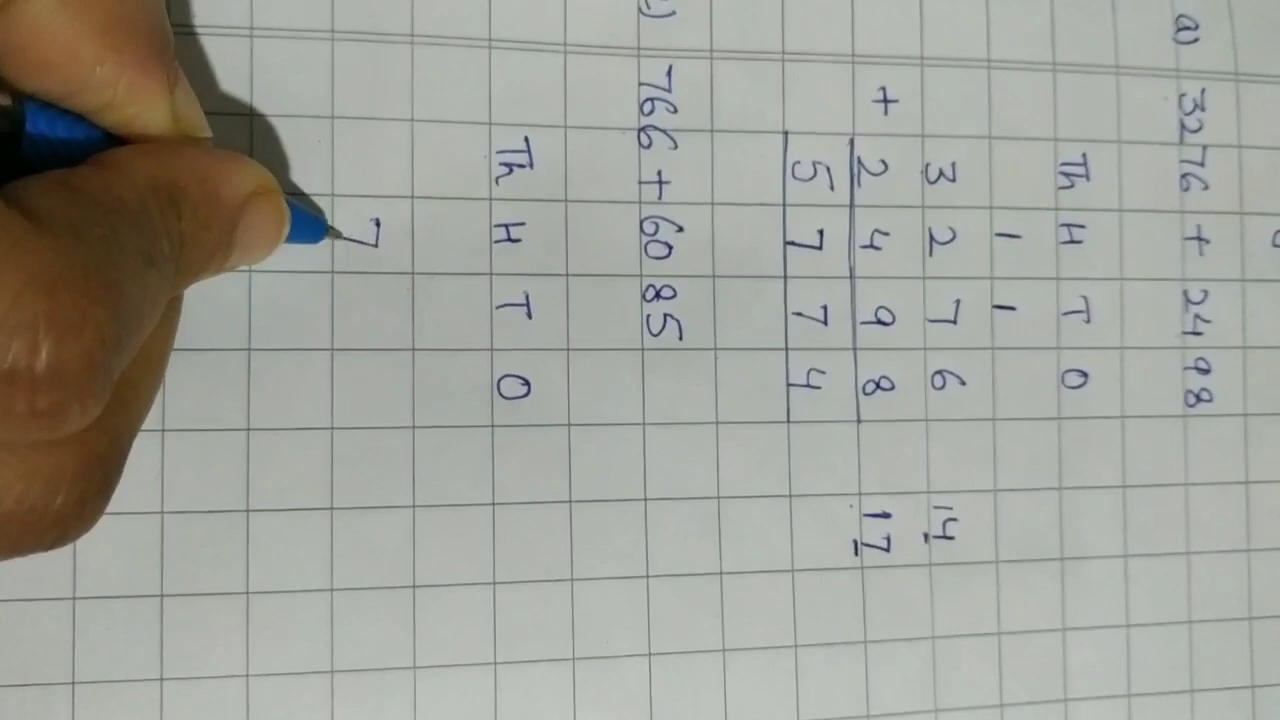 a) 3276 + 2498
Th H T O
1 1
3 2 7 6 14
+ 2 4 9 8 17
5 7 7 4
) 766 + 6085
Th H T O
7